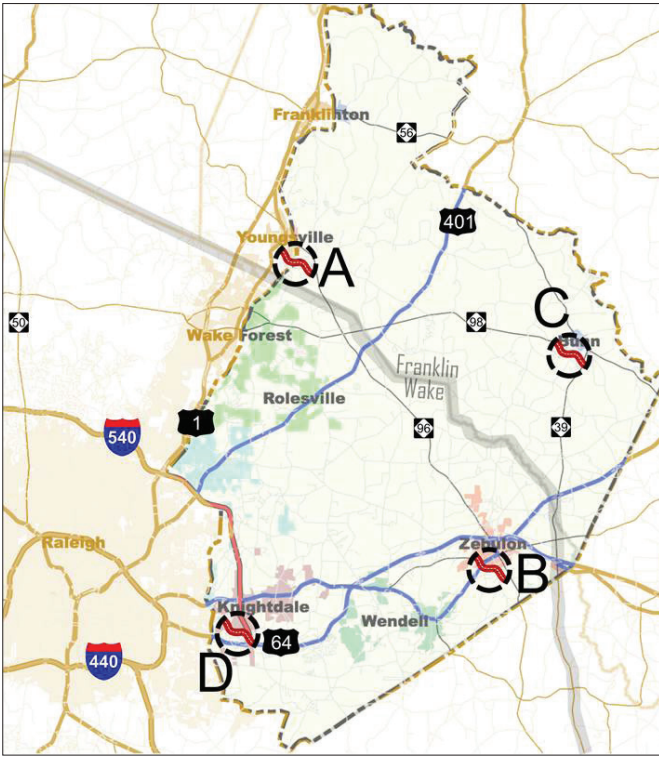 Franklinton
56
401
Youngsville
A
C
50
98
Bunn
Wake Forest
Franklin
Wake
Rolesville
1
96
39
540
Raleigh
Zebulon
B
Knightdale
Wendell
64
440
D